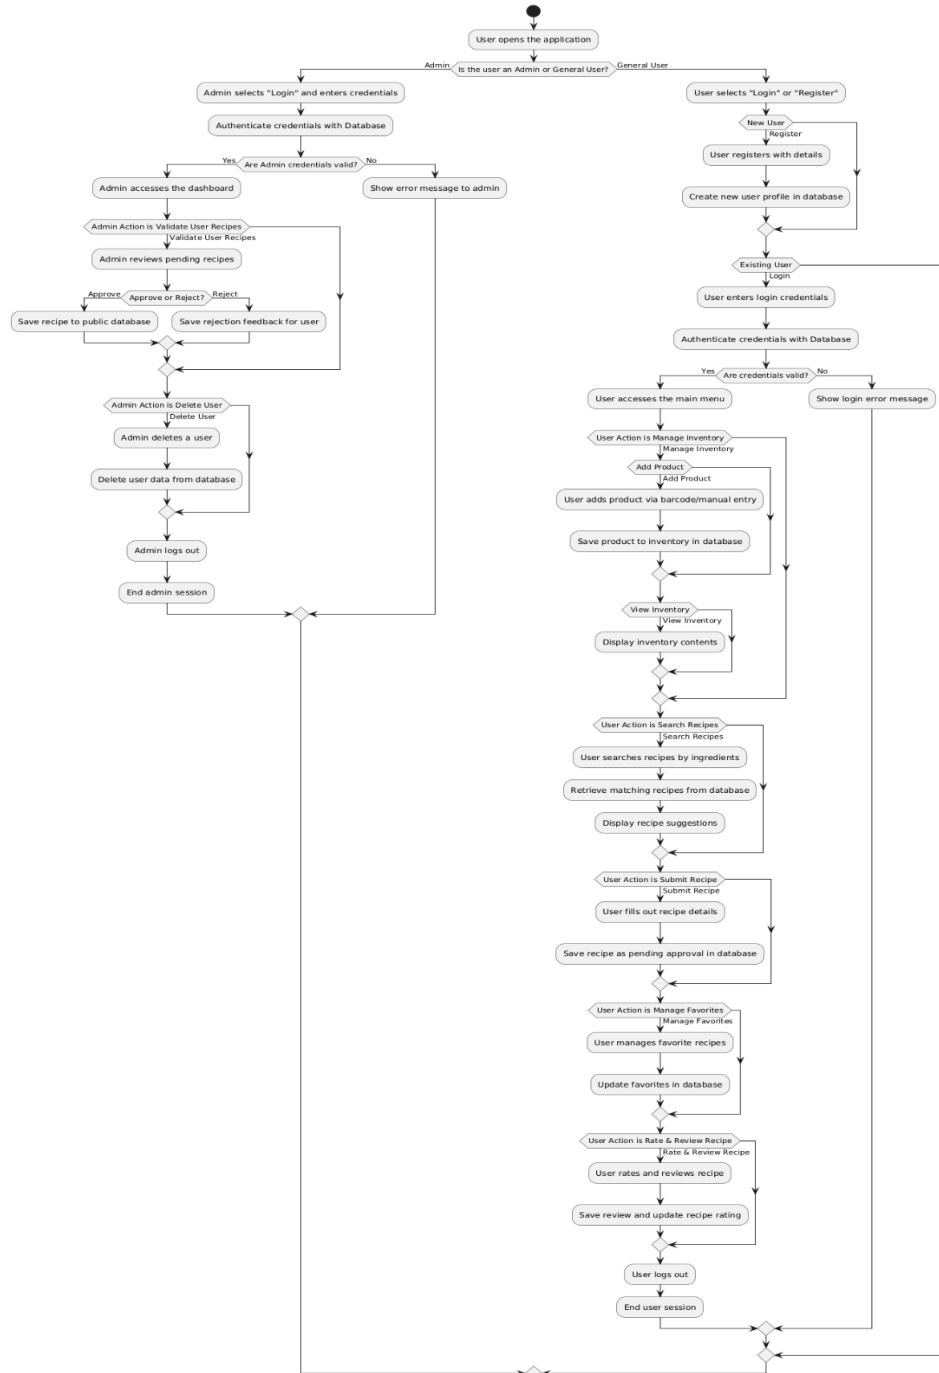 User opens the application
Admin
Is the user an Admin or General User?
General User
Admin selects "Login" and enters credentials
Authenticate credentials with Database
Are Admin credentials valid?
Yes
No
Admin accesses the dashboard
Show error message to admin
Admin Action is Validate User Recipes
Validate User Recipes
Admin reviews pending recipes
Approve
Approve or Reject?
Reject
Save recipe to public database
Save rejection feedback for user
Admin Action is Delete User
Delete User
Admin deletes a user
Delete user data from database
Admin logs out
End admin session
User selects "Login" or "Register"
New User
Register
User registers with details
Create new user profile in database
Existing User
Login
User enters login credentials
Authenticate credentials with Database
Yes
Are credentials valid?
No
User accesses the main menu
Show login error message
User Action is Manage Inventory
Manage Inventory
Add Product
Add Product
User adds product via barcode/manual entry
Save product to inventory in database
View Inventory
View Inventory
Display inventory contents
User Action is Search Recipes
Search Recipes
User searches recipes by ingredients
Retrieve matching recipes from database
Display recipe suggestions
User Action is Submit Recipe
Submit Recipe
User fills out recipe details
Save recipe as pending approval in database
User Action is Manage Favorites
Manage Favorites
User manages favorite recipes
Update favorites in database
User Action is Rate & Review Recipe
Rate & Review Recipe
User rates and reviews recipe
Save review and update recipe rating
User logs out
End user session